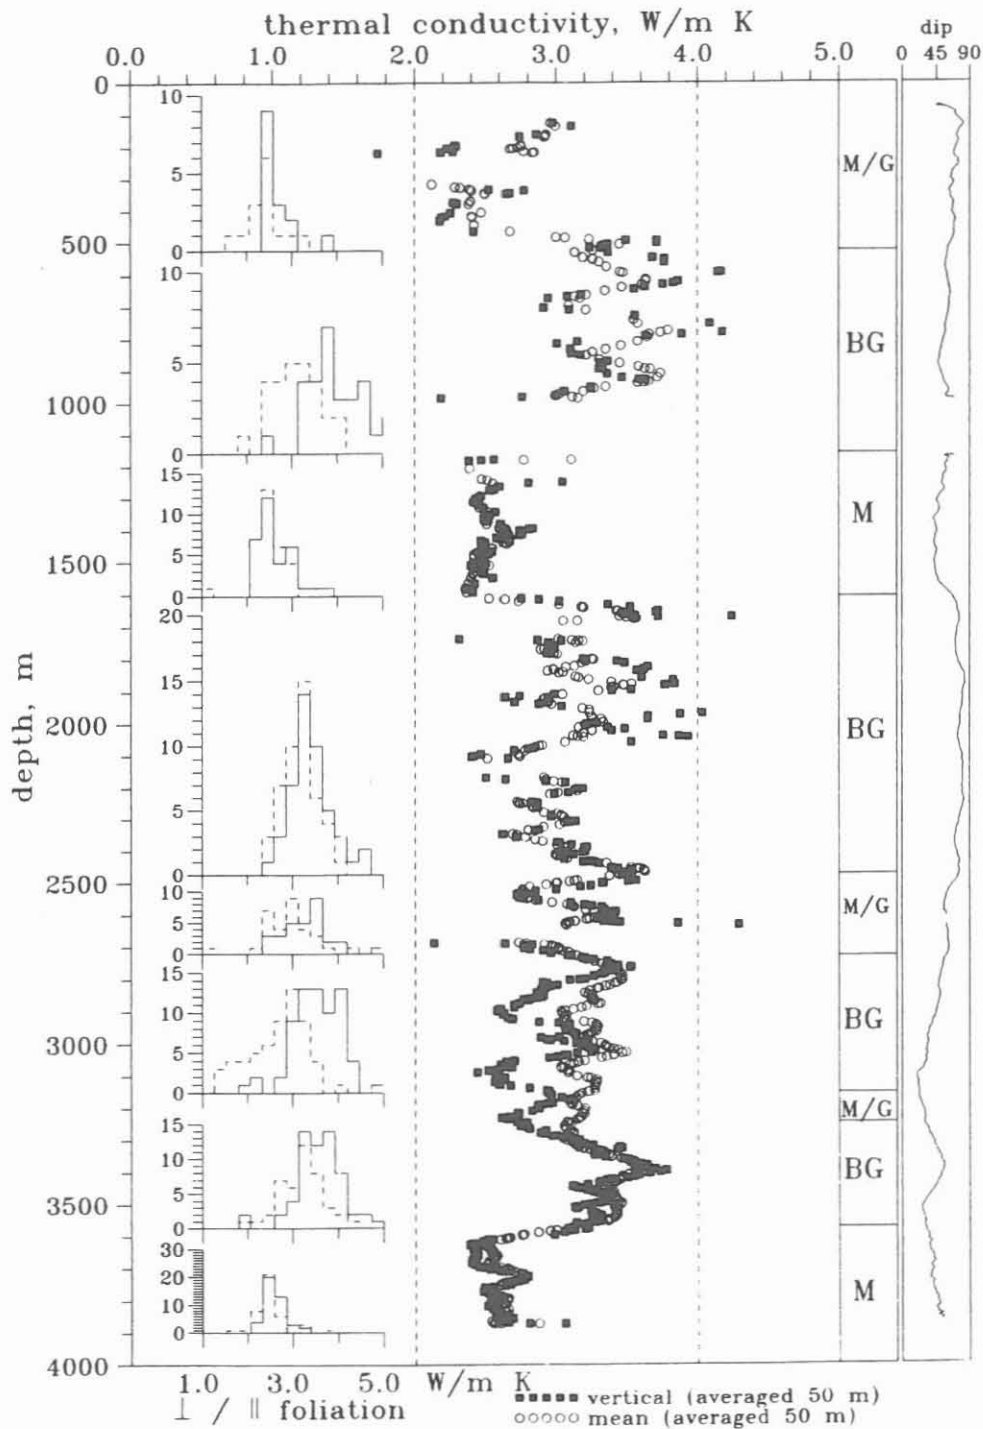 thermal conductivity, W/m K
dip
0.0 1.0 2.0 3.0 4.0 5.0
0 45 90
0
500
1000
1500
2000
2500
3000
3500
4000
depth, m
10
5
0
10
5
0
15
10
5
0
20
15
10
5
0
10
5
0
15
10
5
0
15
10
5
0
30
20
10
0
M/G
BG
M
BG
M/G
BG
M/G
BG
M
1.0 3.0 5.0 W/m K
⊥ / ∥ foliation
vertical (averaged 50 m)
mean (averaged 50 m)